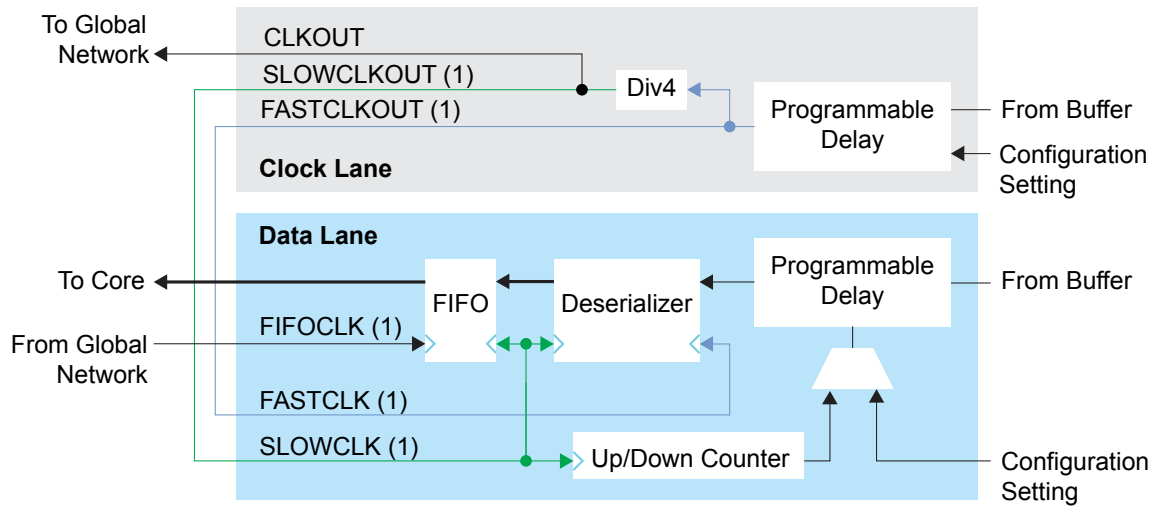 To Global
Network
CLKOUT
SLOWCLKOUT (1)
FASTCLKOUT (1)
Div4
Programmable
Delay
From Buffer
Configuration
Setting
Clock Lane
Data Lane
To Core
FIFO
Deserializer
Programmable
Delay
From Buffer
FIFOCLK (1)
From Global
Network
FASTCLK (1)
SLOWCLK (1)
Up/Down Counter
Configuration
Setting